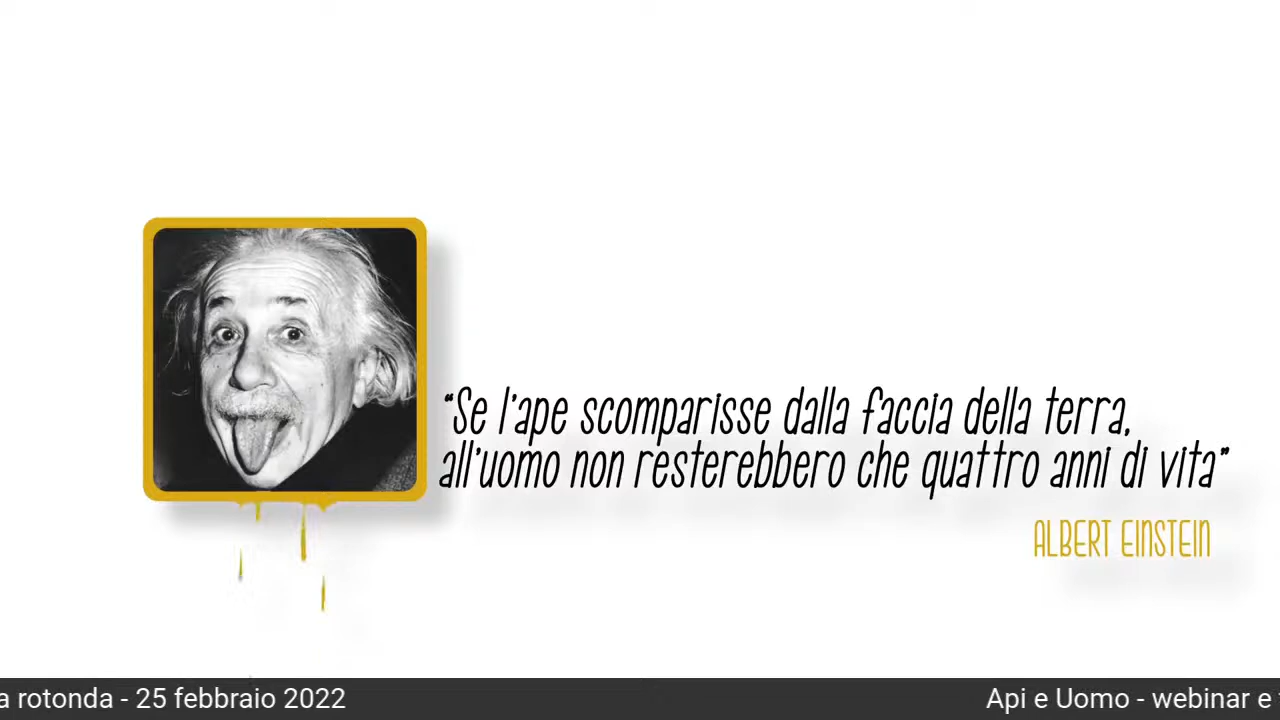 “Se l'ape scomparisse dalla faccia della terra,
all'uomo non resterebbero che quattro anni di vita”
ALBERT EINSTEIN
a rotonda - 25 febbraio 2022
Api e Uomo - webinar e